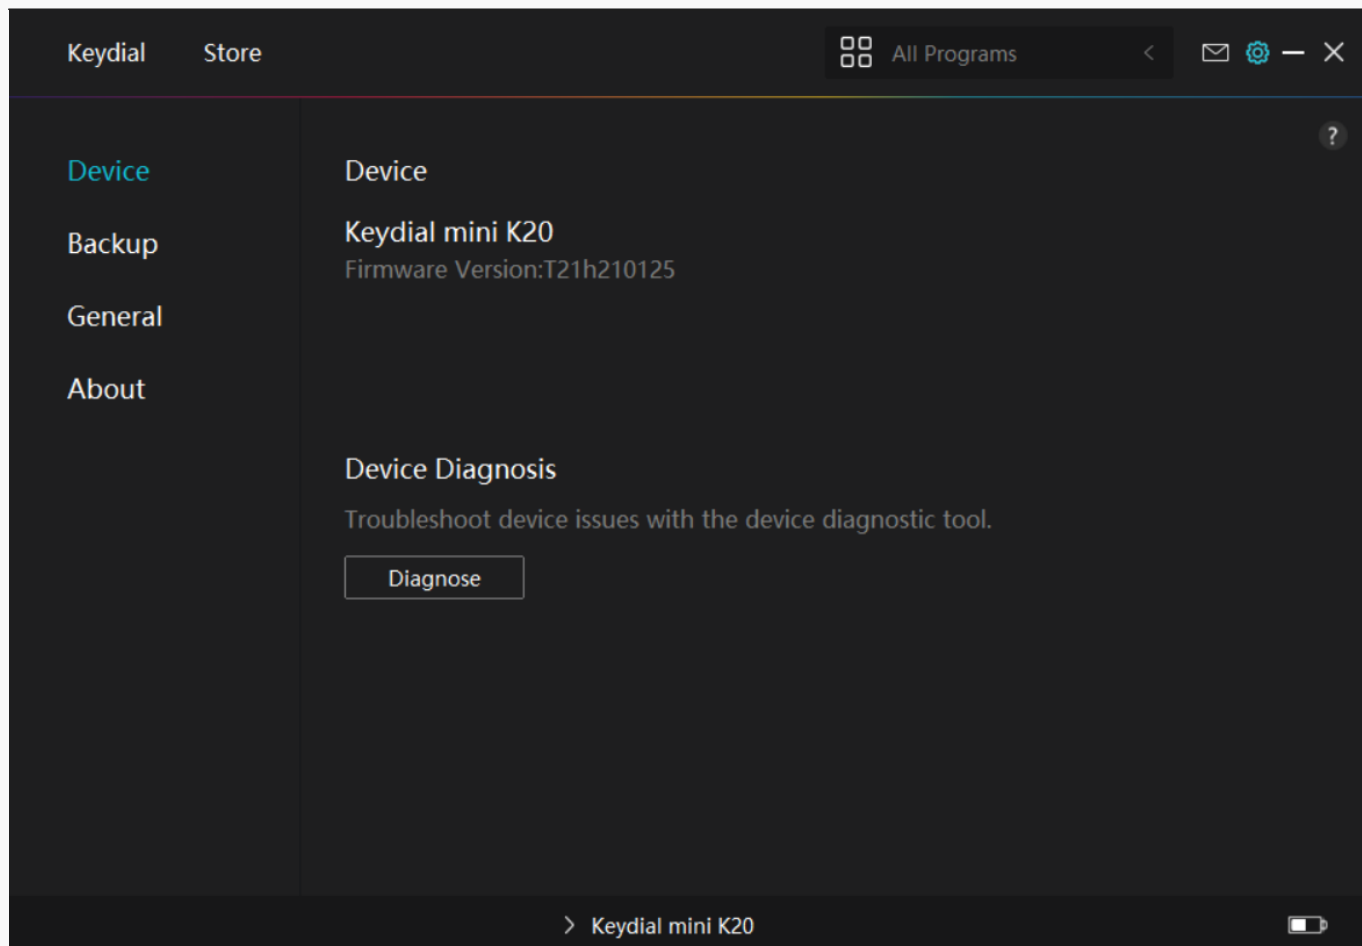 Keydial
Store
All Programs
?
Device
Backup
General
About
Device
Keydial mini K20
Firmware Version:T21h210125
Device Diagnosis
Troubleshoot device issues with the device diagnostic tool.
Diagnose
Keydial mini K20